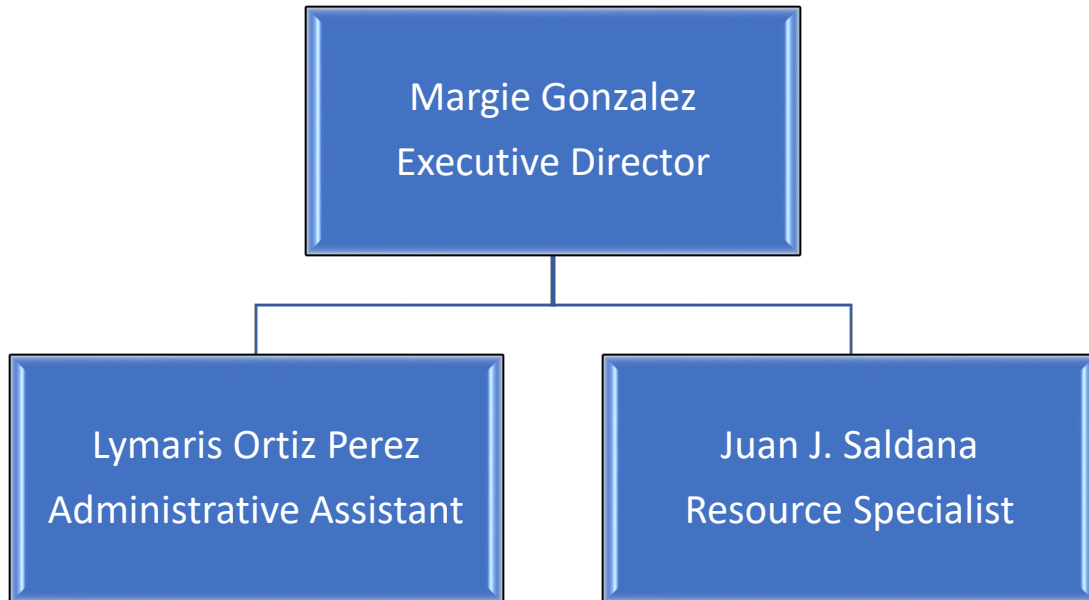 Margie Gonzalez
Executive Director
Lymaris Ortiz Perez
Administrative Assistant
Juan J. Saldana
Resource Specialist